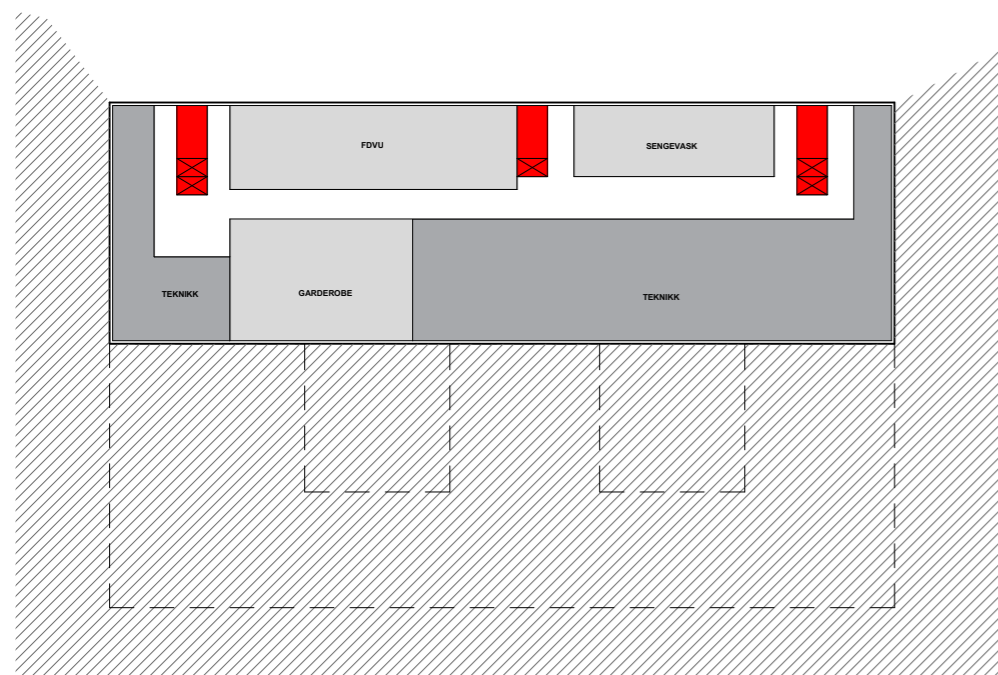 FDVU
SENGEVASK
TEKNIKK
GARDEROBE
TEKNIKK